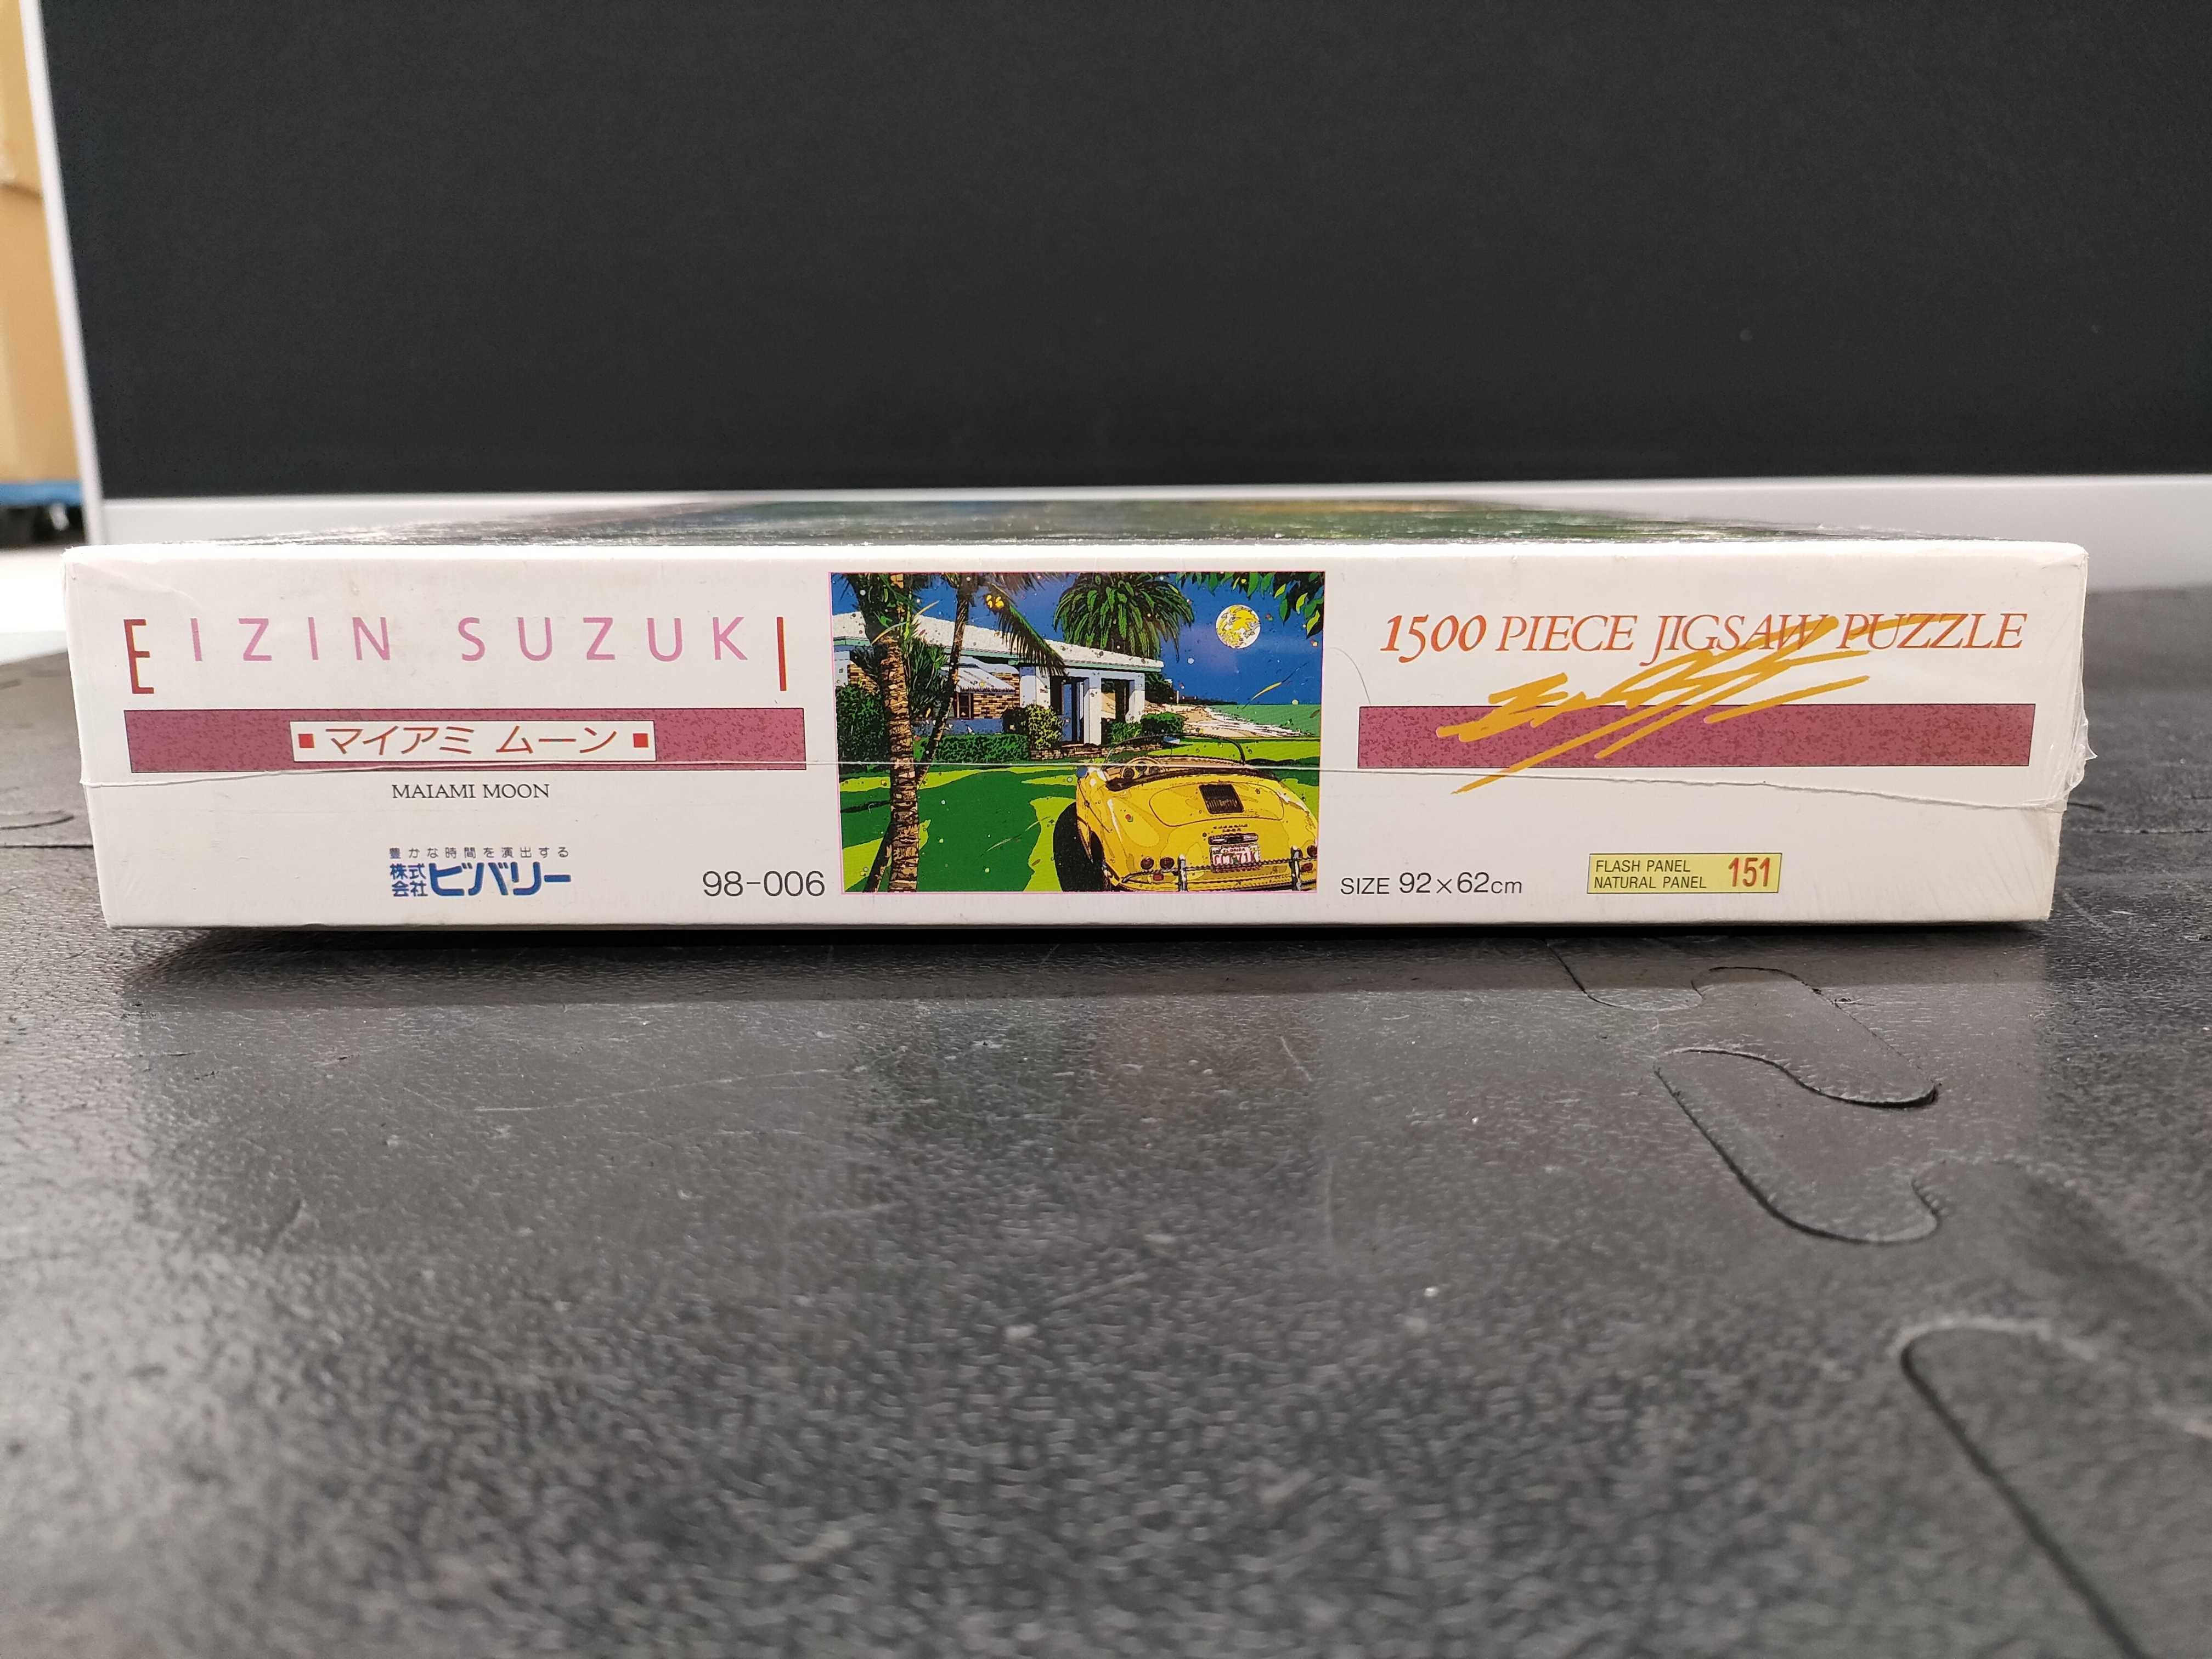 EIZIN SUZUKI
マイアミ ムーン
MAIAMI MOON
豊かな時間を演出する
株式会社ビバリー
98-006
1500 PIECE JIGSAW PUZZLE
SIZE 92×62cm
FLASH PANEL
NATURAL PANEL 151